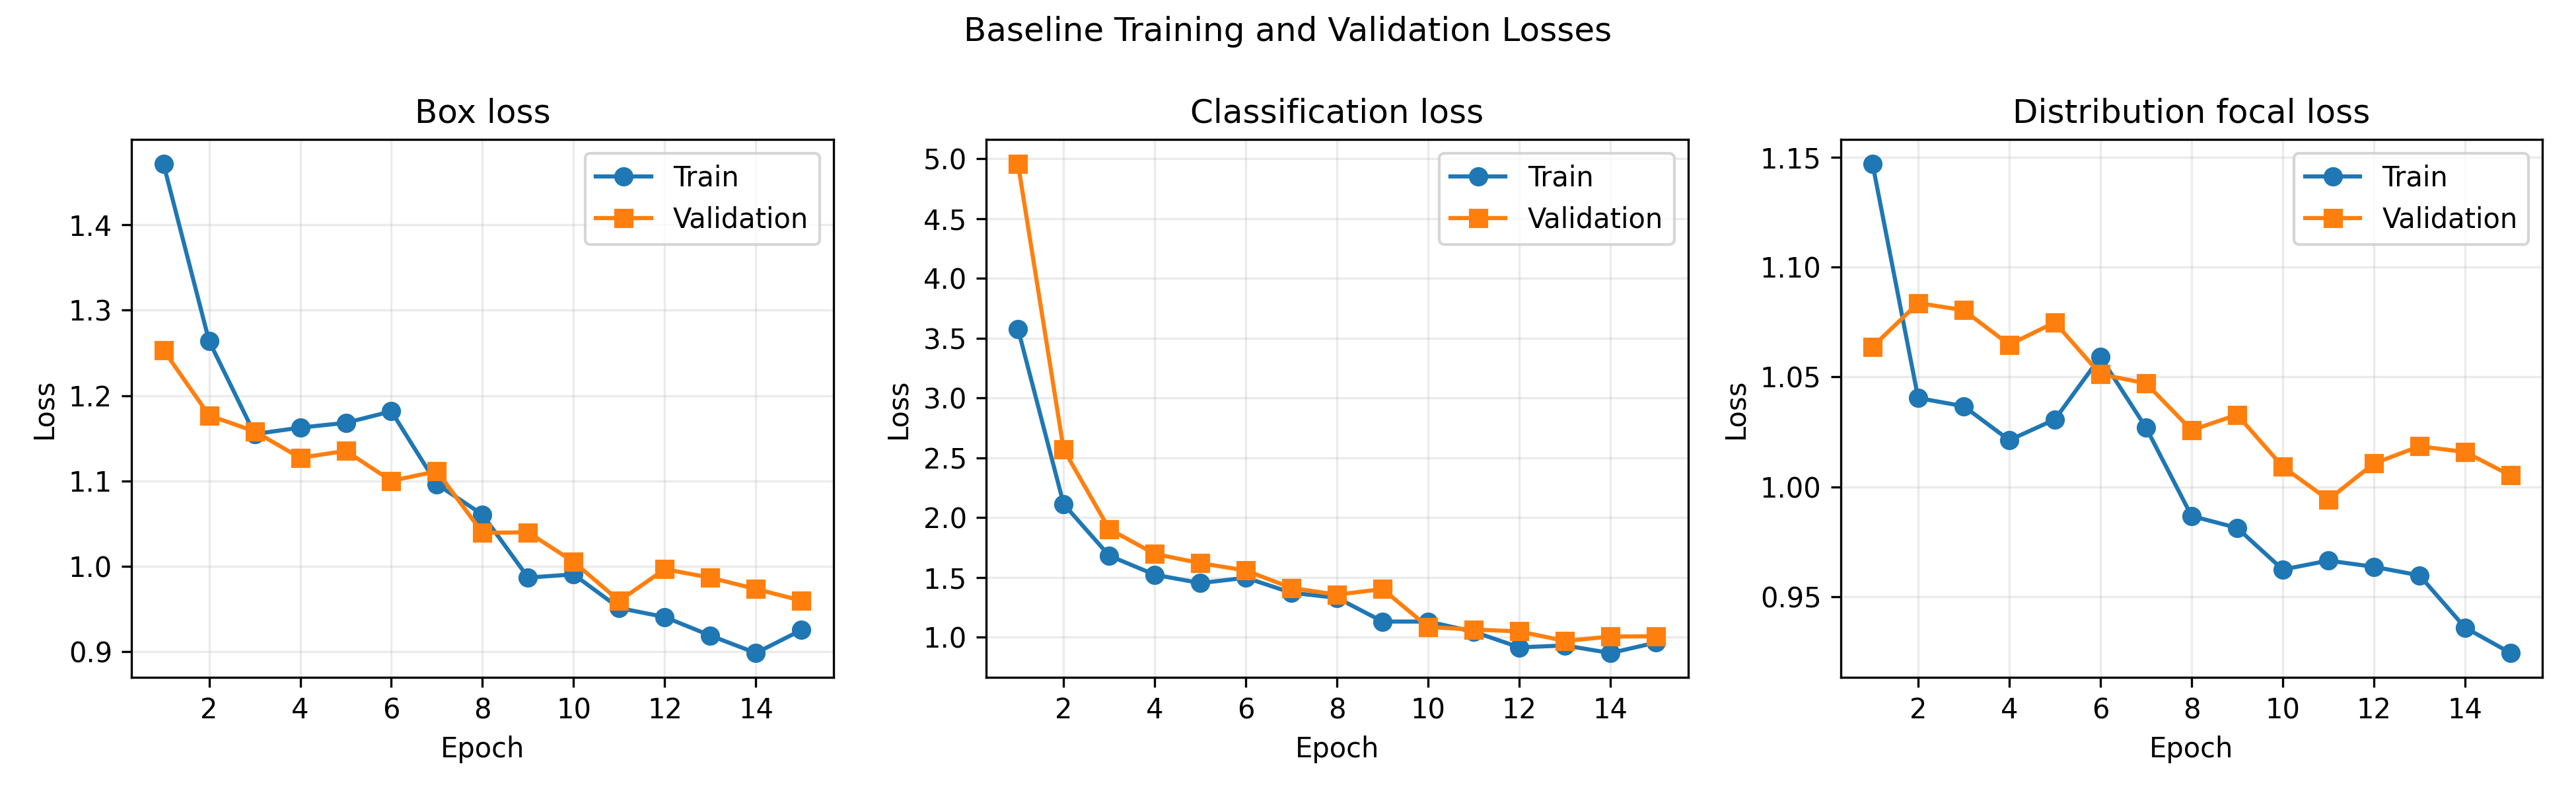 Baseline Training and Validation Losses
Box loss
Train
Validation
1.4
1.3
1.2
1.1
1.0
0.9
Loss
2 4 6 8 10 12 14
Epoch
Classification loss
Train
Validation
5.0
4.5
4.0
3.5
3.0
2.5
2.0
1.5
1.0
Loss
2 4 6 8 10 12 14
Epoch
Distribution focal loss
Train
Validation
1.15
1.10
1.05
1.00
0.95
Loss
2 4 6 8 10 12 14
Epoch